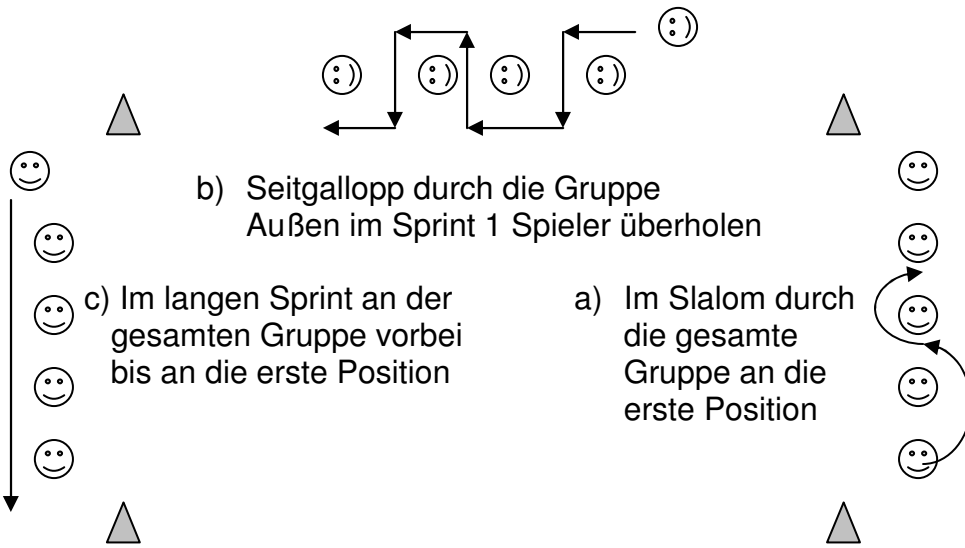 b) Seitgallopp durch die Gruppe
Außen im Sprint 1 Spieler überholen
c) Im langen Sprint an der
gesamten Gruppe vorbei
bis an die erste Position
a) Im Slalom durch
die gesamte
Gruppe an die
erste Position